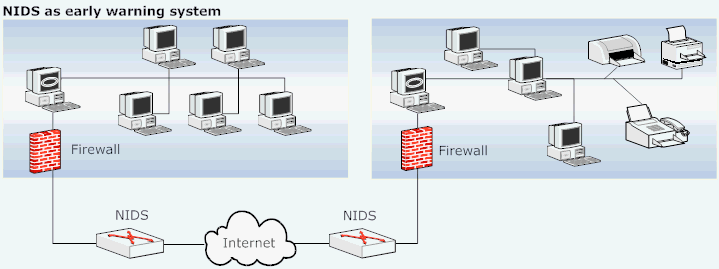 NIDS as early warning system
Firewall
Firewall
NIDS
NIDS
Internet